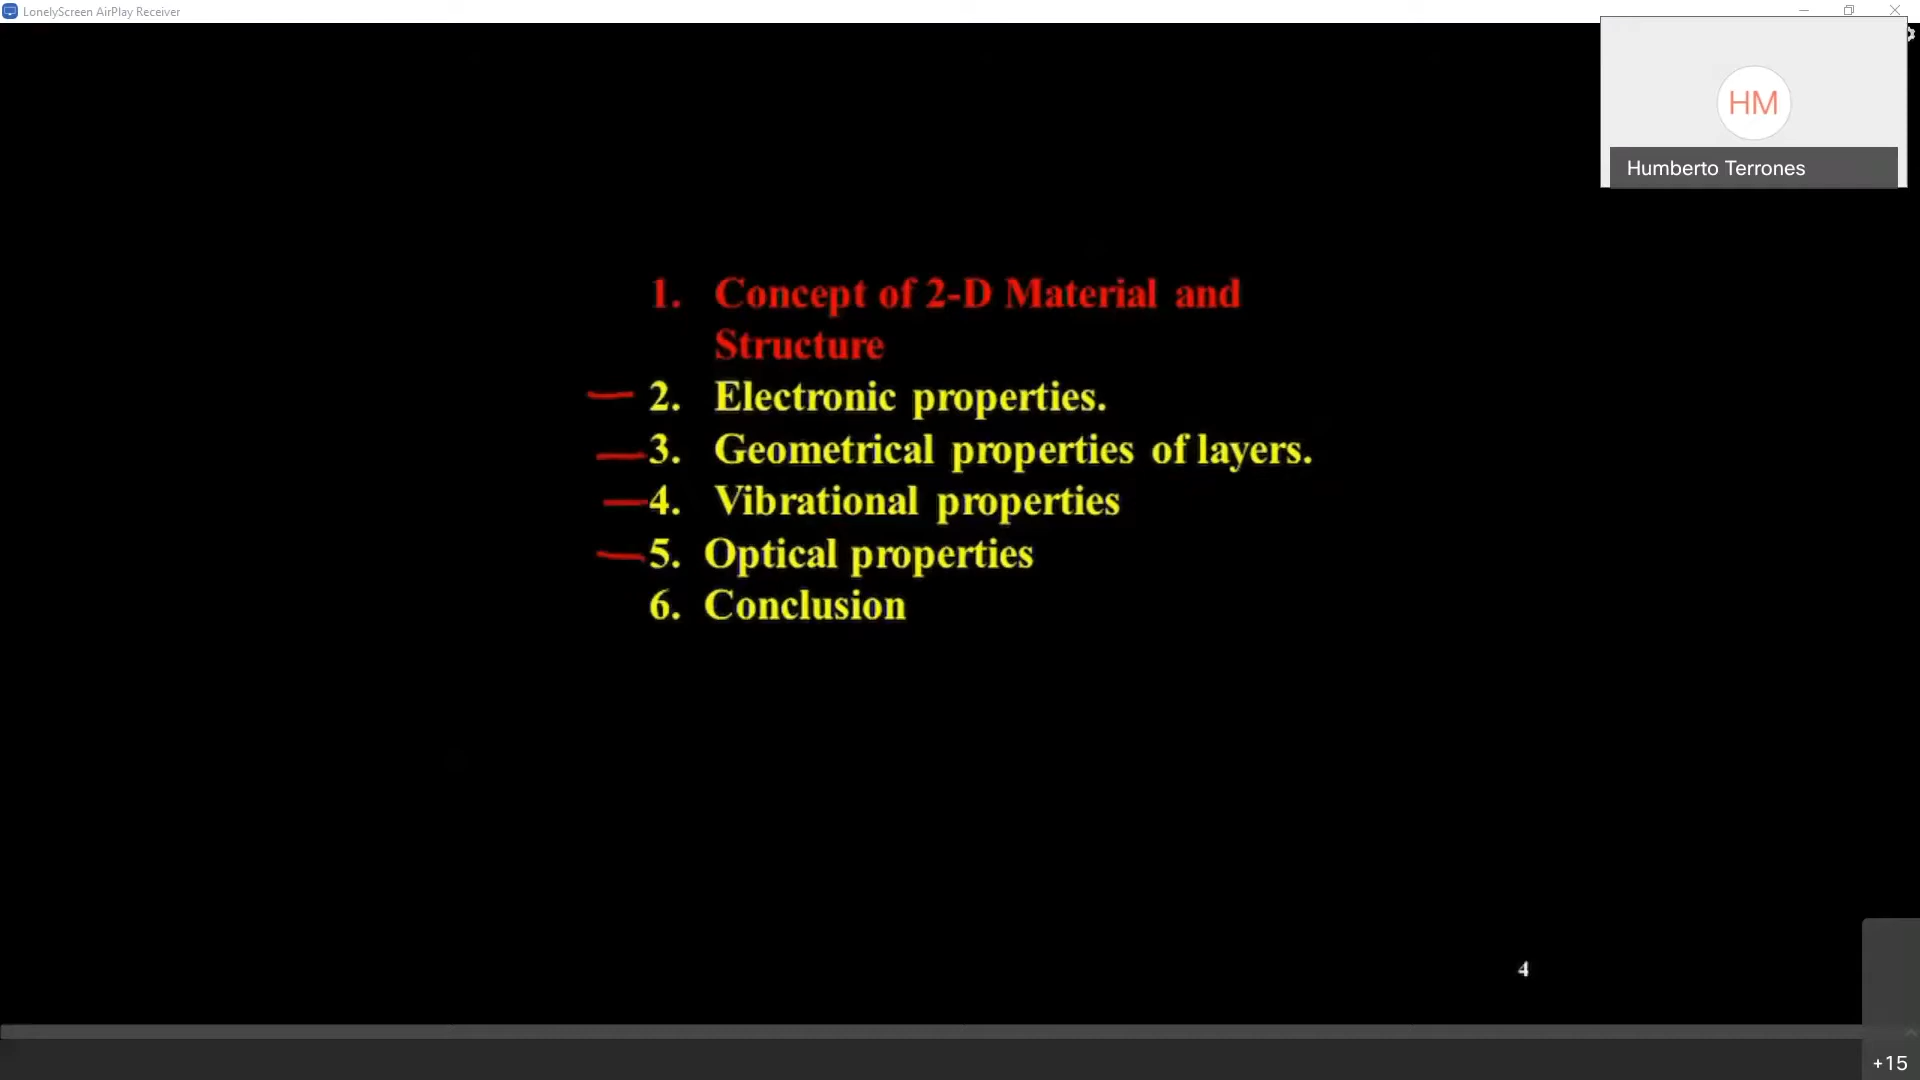 LonelyScreen AirPlay Receiver
HM
Humberto Terrones
1. Concept of 2-D Material and
Structure
2. Electronic properties.
3. Geometrical properties of layers.
4. Vibrational properties
5. Optical properties
6. Conclusion
4
+15